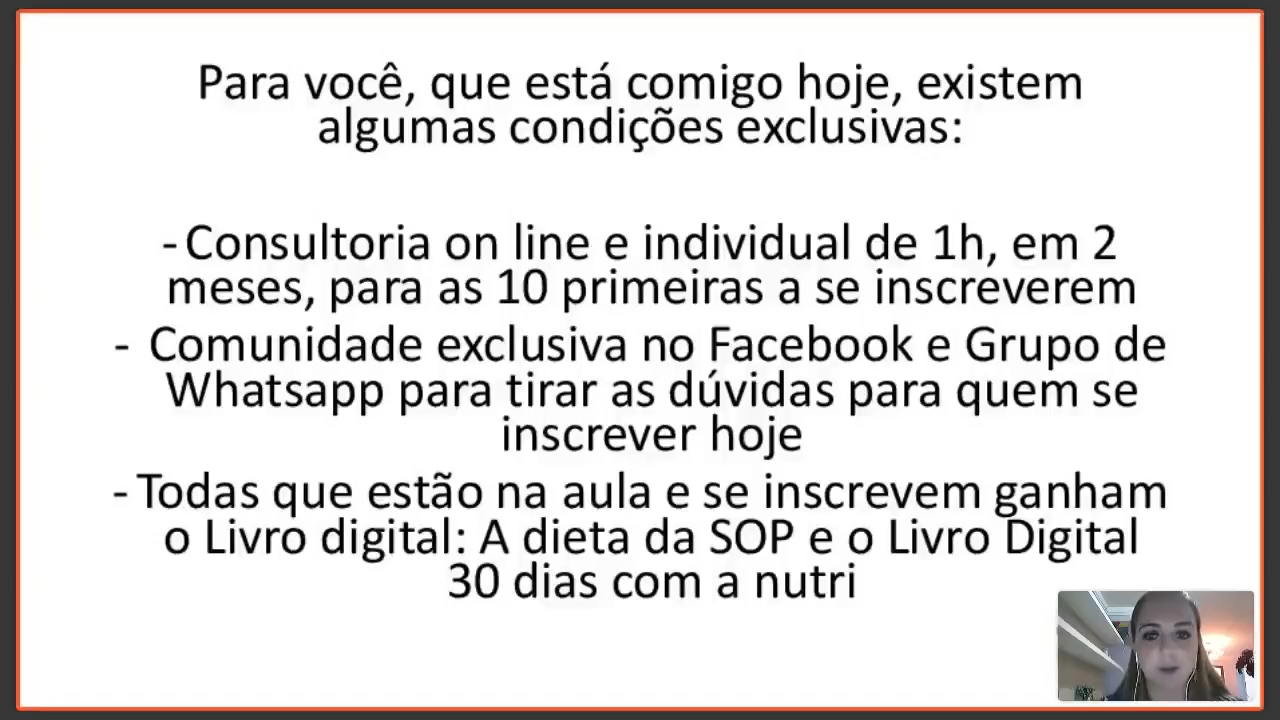 Para você, que está comigo hoje, existem
algumas condições exclusivas:
- Consultoria on line e individual de 1h, em 2
meses, para as 10 primeiras a se inscreverem
- Comunidade exclusiva no Facebook e Grupo de
Whatsapp para tirar as dúvidas para quem se
inscrever hoje
- Todas que estão na aula e se inscrevem ganham
o Livro digital: A dieta da SOP e o Livro Digital
30 dias com a nutri